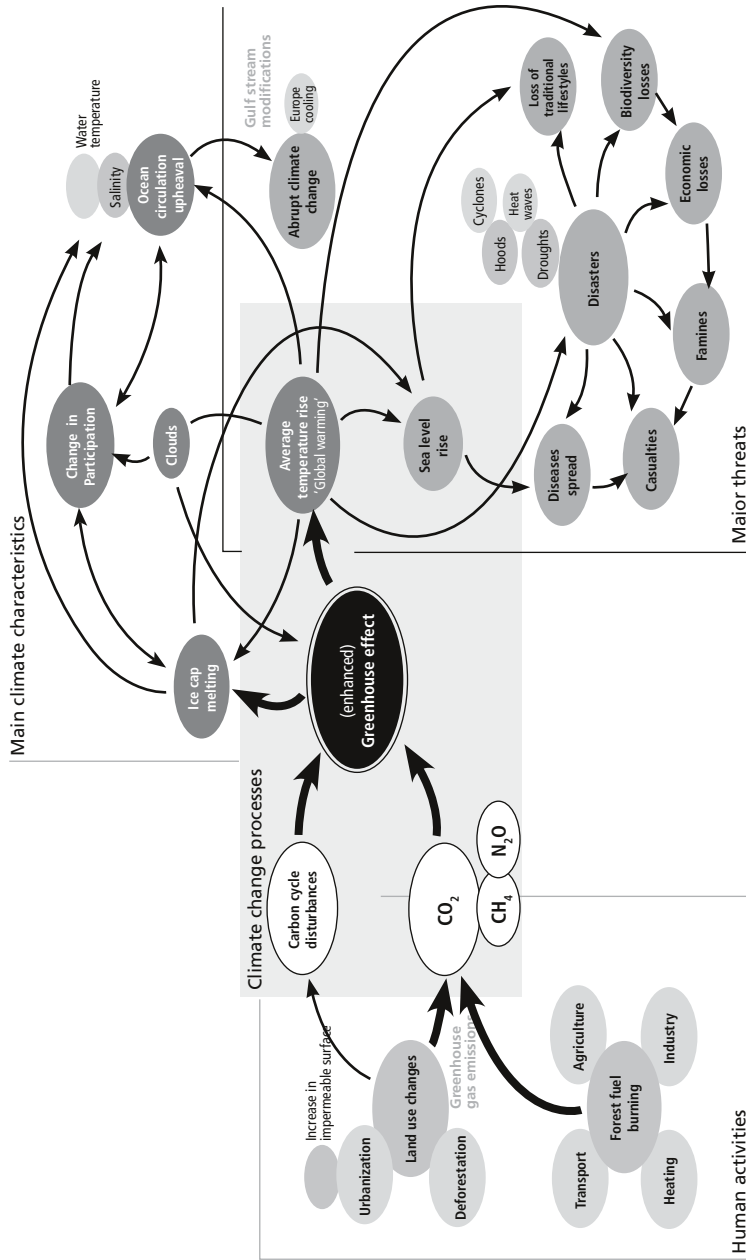 Main climate characteristics
Water
temperature
Salinity
Ocean
circulation
upheaval
Change in
Participation
Clouds
Ice cap
melting
Gulf stream
modifications
Europe
cooling
Abrupt climate
change
Climate change processes
Average
temperature rise
‘Global warming’
Sea level
rise
(enhanced)
Greenhouse effect
Carbon cycle
disturbances
CO₂
CH₄
N₂O
Major threats
Cyclones
Heat
waves
Hoods
Droughts
Disasters
Loss of
traditional
lifestyles
Biodiversity
losses
Economic
losses
Famines
Casualties
Diseases
spread
Human activities
Increase in
impermeable surface
Urbanization
Land use changes
Deforestation
Greenhouse
gas emissions
Transport
Agriculture
Forest fuel
burning
Heating
Industry